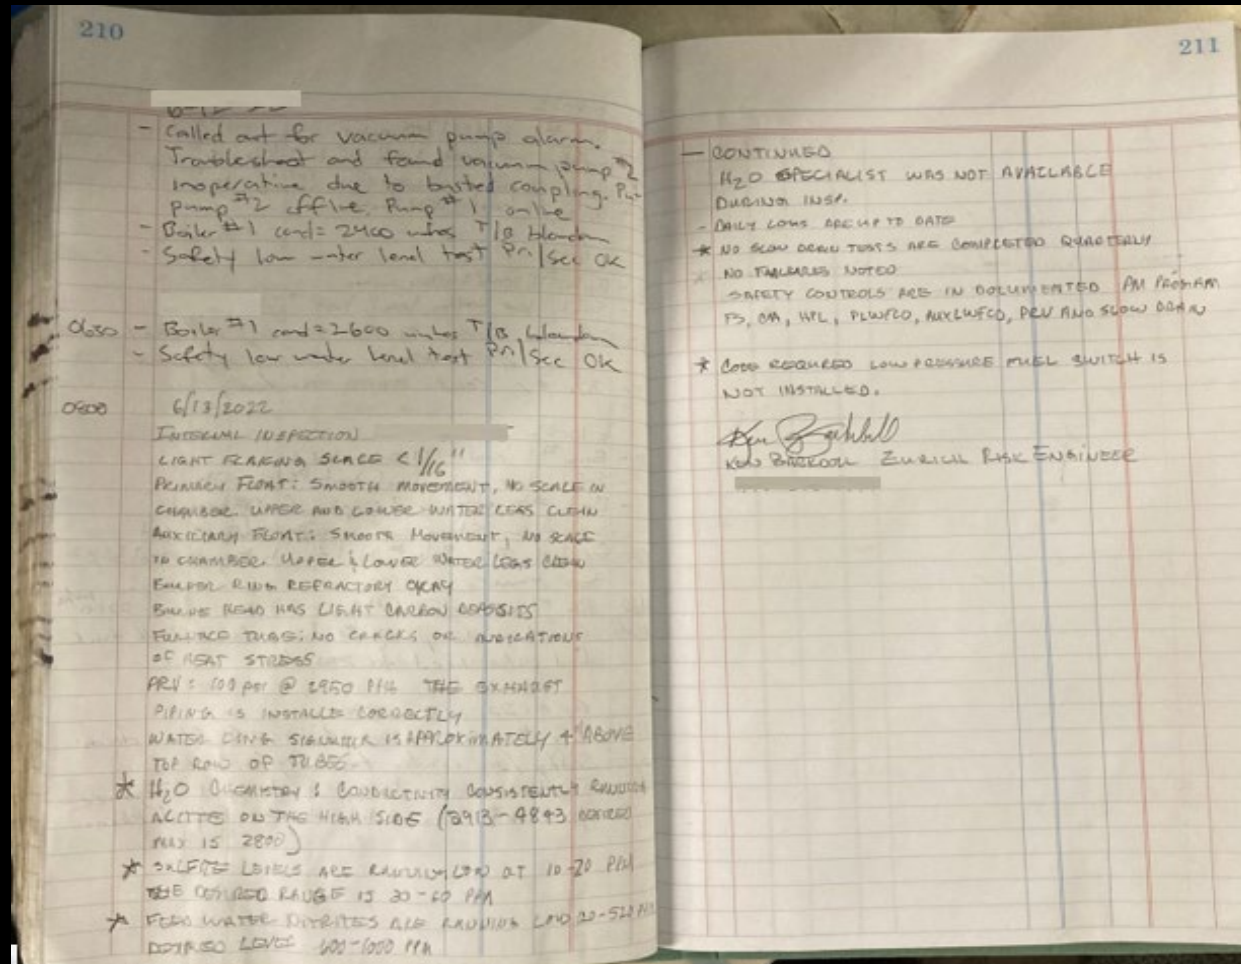 210
- Called out for vacuum pump alarm.
Troubleshoot and found vacuum pump #2
inoperative due to busted coupling. Put
pump #2 offline, Pump #1 online
- Boiler #1 cond = 2400 umhos T/B blowdown
- Safety low water level test Pri/Sec OK
0630 - Boiler #1 cond = 2600 umhos T/B blowdown
- Safety low water level test Pri/Sec OK
0800 6/13/2022
INTERNAL INSPECTION
LIGHT FLAKING SCALE < 1/16"
PRIMARY FLOAT: SMOOTH MOVEMENT, NO SCALE IN
CHAMBER. UPPER AND LOWER WATER LEGS CLEAN
AUXILIARY FLOAT: SMOOTH MOVEMENT, NO SCALE
IN CHAMBER. UPPER & LOWER WATER LEGS CLEAN
RING REFRACTORY OKAY
HEAD HAS LIGHT CARBON DEPOSITS
FURNACE TUBE: NO CRACKS OR INDICATIONS
OF HEAT STRESS
PRV: 100 psi @ 2950 PPH THE EXHAUST
PIPING IS INSTALLED CORRECTLY
WATER LINE IS APPROXIMATELY 4" ABOVE
TOP ROW OF TUBES
* H2O CHEMISTRY: CONDUCTIVITY CONSISTENTLY RUNNING
ON THE HIGH SIDE (2913-4843 DESIRED
MAX IS 2800)
* SULFITE LEVELS ARE RUNNING LOW AT 10-20 PPM
THE DESIRED RANGE IS 30-60 PPM
* FEED WATER NITRITES ARE RUNNING LOW 20-520
DESIRED LEVEL 600-1000 PPM
211
- CONTINUED
H2O SPECIALIST WAS NOT AVAILABLE
DURING INSP.
- DAILY LOGS ARE UP TO DATE
* NO SLOW DRAIN TESTS ARE COMPLETED QUARTERLY
NO FAILURES NOTED
SAFETY CONTROLS ARE IN DOCUMENTED PM PROGRAM
FS, OA, HPL, PLWFCO, AUXLWFCO, PRV AND SLOW DRAIN
* CODE REQUIRED LOW PRESSURE FUEL SWITCH IS
NOT INSTALLED.
KEN ZURICH RISK ENGINEER